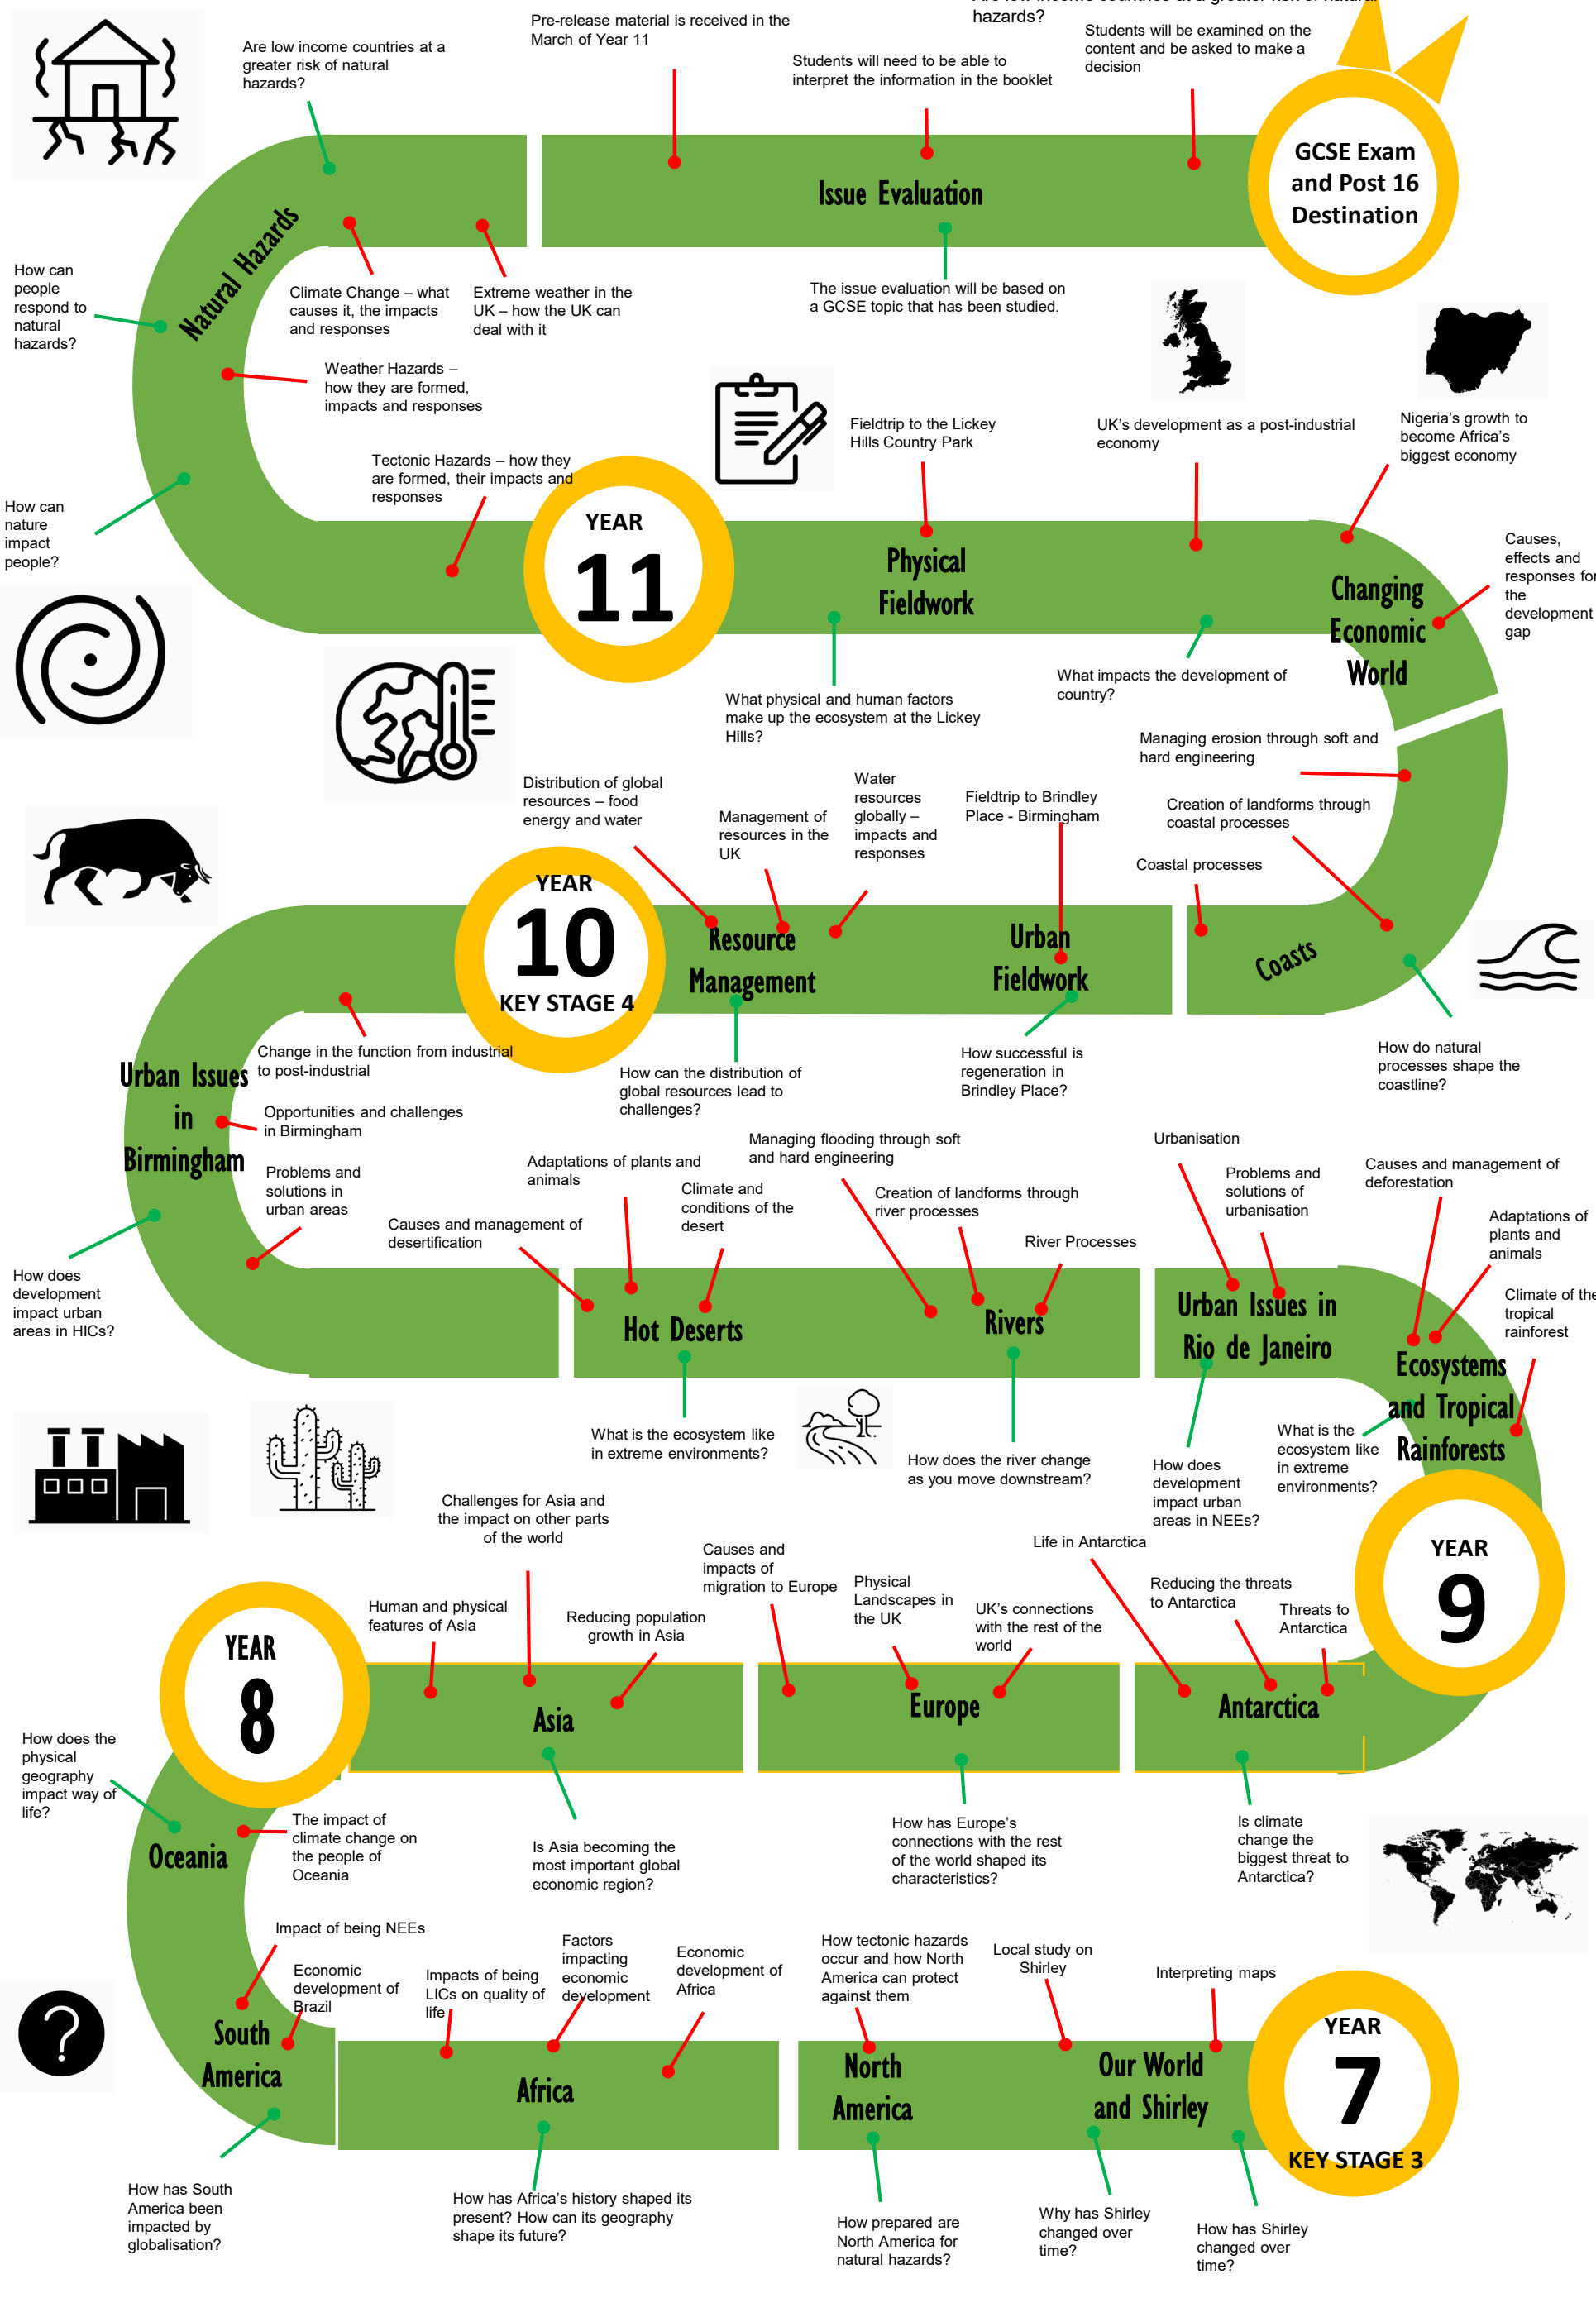 Are low income countries at a greater risk of natural
hazards?
Pre-release material is received in the
March of Year 11
Students will be examined on the
content and be asked to make a
decision
Are low income countries at a
greater risk of natural
hazards?
Students will need to be able to
interpret the information in the booklet
GCSE Exam
and Post 16
Destination
Issue Evaluation
Natural Hazards
How can
people
respond to
natural
hazards?
Climate Change – what
causes it, the impacts
and responses
Extreme weather in the
UK – how the UK can
deal with it
The issue evaluation will be based on
a GCSE topic that has been studied.
Weather Hazards –
how they are formed,
impacts and responses
Fieldtrip to the Lickey
Hills Country Park
UK's development as a post-industrial
economy
Nigeria's growth to
become Africa's
biggest economy
Tectonic Hazards – how they
are formed, their impacts and
responses
How can
nature
impact
people?
YEAR
11
Physical
Fieldwork
Changing
Economic
World
Causes,
effects and
responses for
the
development
gap
What physical and human factors
make up the ecosystem at the Lickey
Hills?
What impacts the development of
country?
Managing erosion through soft and
hard engineering
Distribution of global
resources – food
energy and water
Management of
resources in the
UK
Water
resources
globally –
impacts and
responses
Fieldtrip to Brindley
Place - Birmingham
Creation of landforms through
coastal processes
Coastal processes
YEAR
10
KEY STAGE 4
Resource
Management
Urban
Fieldwork
Coasts
Change in the function from industrial
to post-industrial
Urban Issues
in
Birmingham
Opportunities and challenges
in Birmingham
Problems and
solutions in
urban areas
How can the distribution of
global resources lead to
challenges?
How successful is
regeneration in
Brindley Place?
How do natural
processes shape the
coastline?
How does
development
impact urban
areas in HICs?
Causes and management of
desertification
Adaptations of plants and
animals
Climate and
conditions of the
desert
Managing flooding through soft
and hard engineering
Creation of landforms through
river processes
River Processes
Urbanisation
Problems and
solutions of
urbanisation
Causes and management of
deforestation
Adaptations of
plants and
animals
Climate of the
tropical
rainforest
Hot Deserts
Rivers
Urban Issues in
Rio de Janeiro
Ecosystems
and Tropical
Rainforests
What is the ecosystem like
in extreme environments?
How does the river change
as you move downstream?
How does
development
impact urban
areas in NEEs?
What is the
ecosystem like
in extreme
environments?
YEAR
9
Challenges for Asia and
the impact on other parts
of the world
Human and physical
features of Asia
Reducing population
growth in Asia
Causes and
impacts of
migration to Europe
Physical
Landscapes in
the UK
UK's connections
with the rest of the
world
Life in Antarctica
Reducing the threats
to Antarctica
Threats to
Antarctica
YEAR
8
Asia
Europe
Antarctica
How does the
physical
geography
impact way of
life?
The impact of
climate change on
the people of
Oceania
Oceania
Is Asia becoming the
most important global
economic region?
How has Europe's
connections with the rest
of the world shaped its
characteristics?
Is climate
change the
biggest threat to
Antarctica?
Impact of being NEEs
Economic
development of
Brazil
Impacts of being
LICs on quality of
life
Factors
impacting
economic
development
Economic
development of
Africa
How tectonic hazards
occur and how North
America can protect
against them
Local study on
Shirley
Interpreting maps
South
America
Africa
North
America
Our World
and Shirley
YEAR
7
KEY STAGE 3
How has South
America been
impacted by
globalisation?
How has Africa's history shaped its
present? How can its geography
shape its future?
How prepared are
North America for
natural hazards?
Why has Shirley
changed over
time?
How has Shirley
changed over
time?